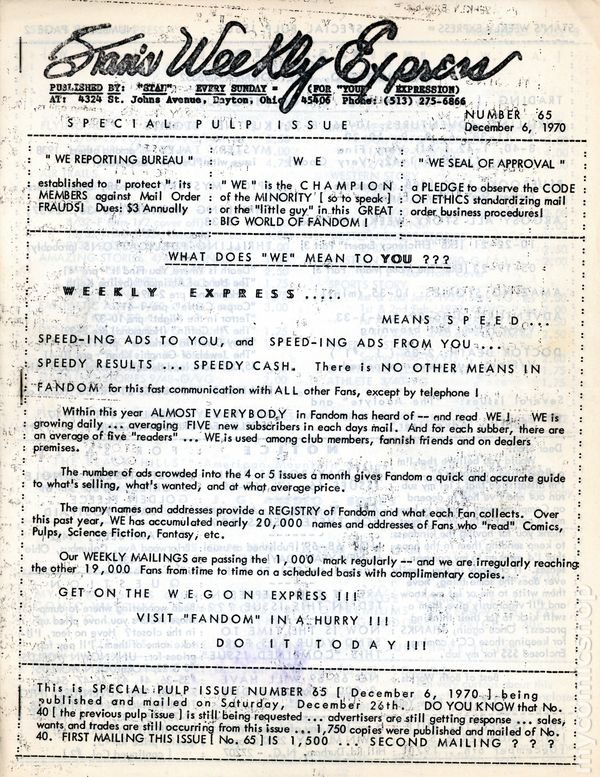 Stan's Weekly Express
PUBLISHED BY: "STAN" EVERY SUNDAY - (FOR "YOUR" EXPRESSION)
AT: 4324 St. Johns Avenue, Dayton, Ohio 45406 Phone: (513) 275-6866
SPECIAL PULP ISSUE
NUMBER 65
December 6, 1970
" WE REPORTING BUREAU "
established to " protect " its
MEMBERS against Mail Order
FRAUDS! Dues: $3 Annually
W E
" WE " is the CHAMPION
of the MINORITY [ so to speak ]
or the "little guy" in this GREAT
BIG WORLD OF FANDOM !
" WE SEAL OF APPROVAL "
a PLEDGE to observe the CODE
OF ETHICS standardizing mail
order business procedures!
WHAT DOES "WE" MEAN TO YOU ???
WEEKLY EXPRESS.....
MEANS SPEED...
SPEED-ING ADS TO YOU, and SPEED-ING ADS FROM YOU ...
SPEEDY RESULTS ... SPEEDY CASH. There is NO OTHER MEANS IN
FANDOM for this fast communication with ALL other Fans, except by telephone !
Within this year ALMOST EVERYBODY in Fandom has heard of -- and read WE !. WE is
growing daily ... averaging FIVE new subscribers in each days mail. And for each subber, there are
an average of five "readers" ... WE is used among club members, fannish friends and on dealers
premises.
The number of ads crowded into the 4 or 5 issues a month gives Fandom a quick and accurate guide
to what's selling, what's wanted, and at what average price.
The many names and addresses provide a REGISTRY of Fandom and what each Fan collects. Over
this past year, WE has accumulated nearly 20,000 names and addresses of Fans who "read" Comics,
Pulps, Science Fiction, Fantasy, etc.
Our WEEKLY MAILINGS are passing the 1,000 mark regularly -- and we are irregularly reaching
the other 19,000 Fans from time to time on a scheduled basis with complimentary copies.
GET ON THE WEGON EXPRESS !!!
VISIT "FANDOM" IN A HURRY !!!
DO IT TODAY !!!
This is SPECIAL PULP ISSUE NUMBER 65 [ December 6, 1970 ] being
published and mailed on Saturday, December 26th. DO YOU KNOW that No.
40 [ the previous pulp issue ] is still being requested ... advertisers are still getting response ... sales,
wants and trades are still occurring from this issue ... 1,750 copies were published and mailed of No.
40. FIRST MAILING THIS ISSUE [ No. 65 ] IS 1,500 ... SECOND MAILING ? ? ?